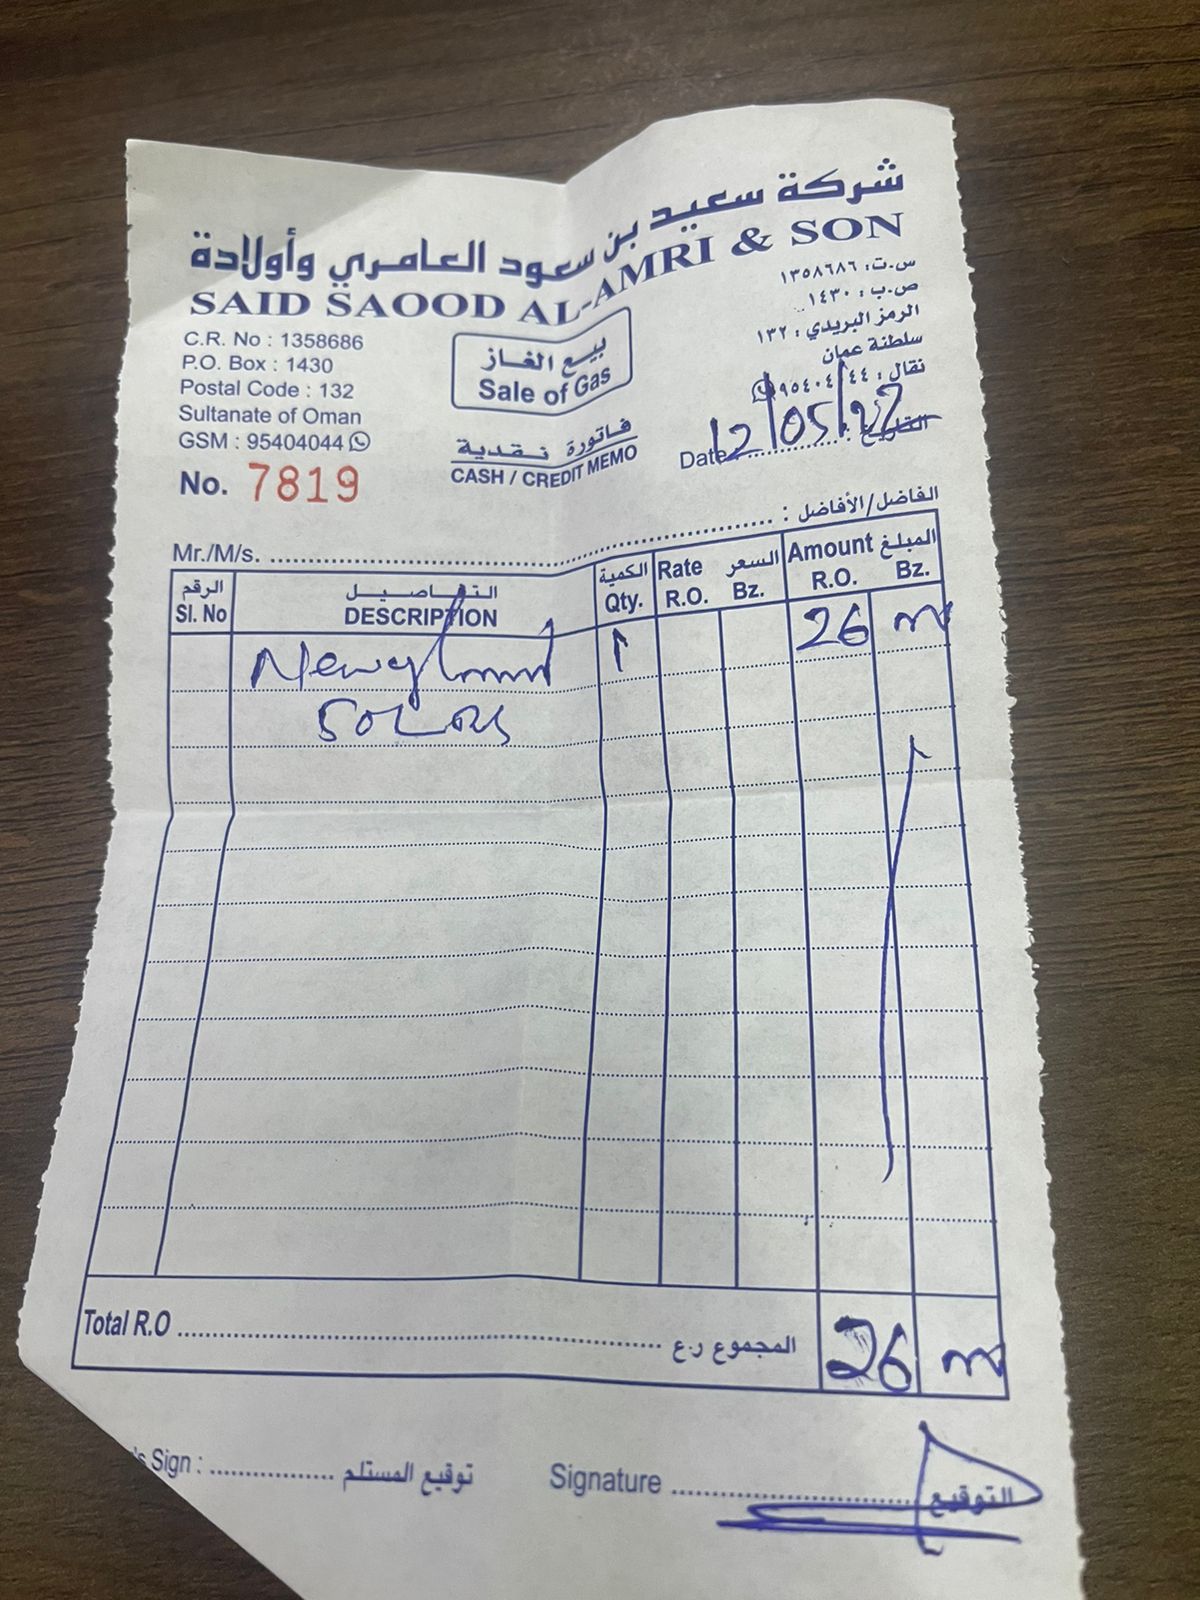 شركة سعيد بن سعود العامري وأولادة
SAID SAOOD AL-AMRI & SON
C.R. No : 1358686
P.O. Box : 1430
Postal Code : 132
Sultanate of Oman
GSM : 95404044
No. 7819
بيع الغاز
Sale of Gas
فاتورة نقدية
CASH / CREDIT MEMO
س.ت: ١٣٥٨٦٨٦
ص.ب : ١٤٣٠
الرمز البريدي : ١٣٢
سلطنة عمان
نقال : ٩٥٤٠٤٠٤٤
Date : 12/05/22 التاريخ :
Mr./M/s. الفاضل/الأفاضل :
الرقم التفاصيل الكمية Rate السعر Amount المبلغ
Sl. No DESCRIPTION Qty. R.O. Bz. R.O. Bz.
1 26
26
Total R.O المجموع ر.ع
's Sign : توقيع المستلم Signature التوقيع